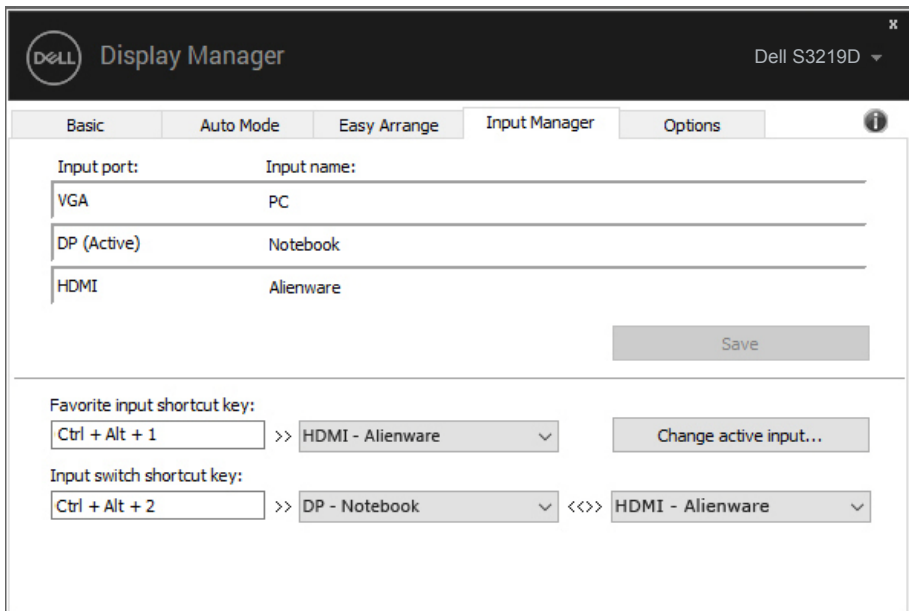 x
DELL Display Manager Dell S3219D
Basic Auto Mode Easy Arrange Input Manager Options i
Input port: Input name:
VGA PC
DP (Active) Notebook
HDMI Alienware
Save
Favorite input shortcut key:
Ctrl + Alt + 1 >> HDMI - Alienware Change active input...
Input switch shortcut key:
Ctrl + Alt + 2 >> DP - Notebook <<>> HDMI - Alienware